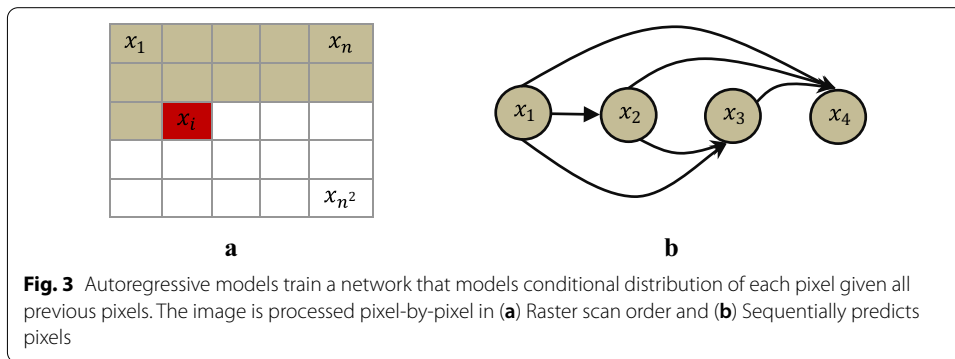 x₁ xₙ
xᵢ
xₙ²
x₁ x₂ x₃ x₄
a b
Fig. 3 Autoregressive models train a network that models conditional distribution of each pixel given all
previous pixels. The image is processed pixel-by-pixel in (a) Raster scan order and (b) Sequentially predicts
pixels